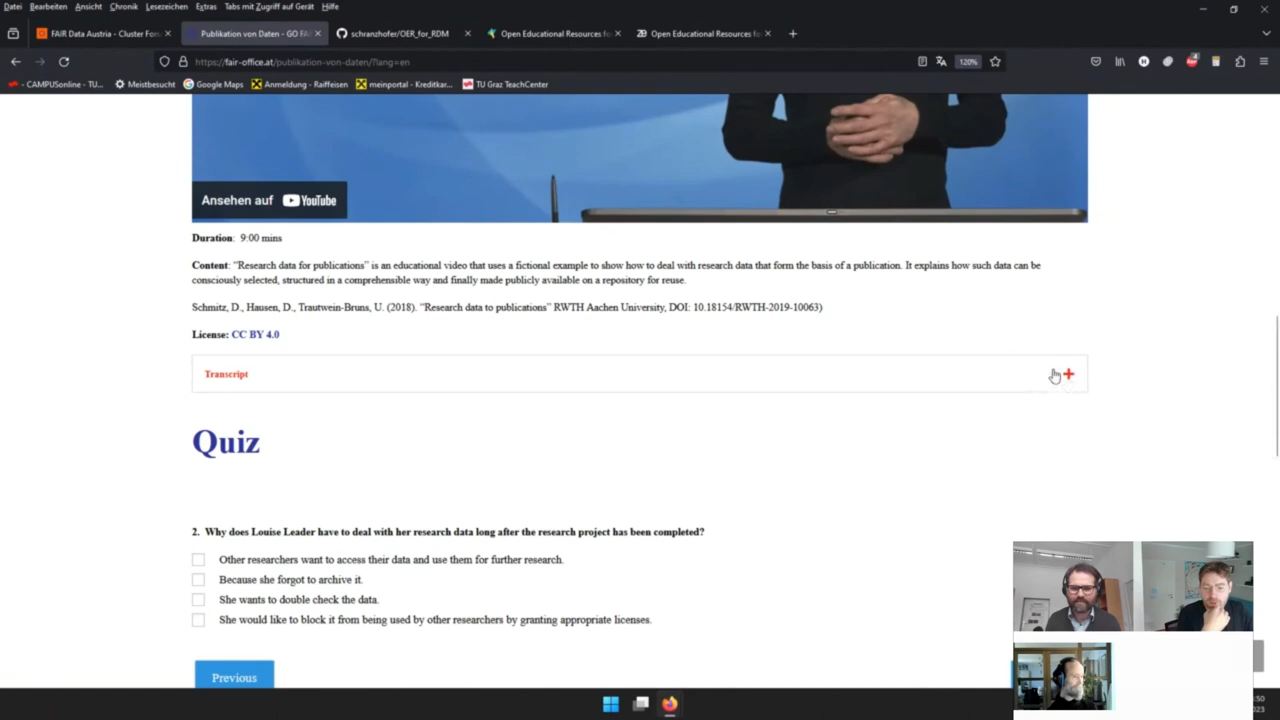 Datei Bearbeiten Ansicht Chronik Lesezeichen Extras Tabs mit Zugriff auf Gerät Hilfe
FAIR Data Austria - Cluster For Publikation von Daten - GO FAI schranzhofer/OER_for_RDM Open Educational Resources fo Open Educational Resources for
https://fair-office.at/publikation-von-daten/?lang=en 120%
- CAMPUSonline - TU... Meistbesucht Google Maps Anmeldung - Raiffeisen meinportal - Kreditkar... TU Graz TeachCenter
Ansehen auf YouTube
Duration: 9:00 mins
Content: “Research data for publications” is an educational video that uses a fictional example to show how to deal with research data that form the basis of a publication. It explains how such data can be
consciously selected, structured in a comprehensible way and finally made publicly available on a repository for reuse.
Schmitz, D., Hausen, D., Trautwein-Bruns, U. (2018). “Research data to publications” RWTH Aachen University, DOI: 10.18154/RWTH-2019-10063)
License: CC BY 4.0
Transcript +
Quiz
2. Why does Louise Leader have to deal with her research data long after the research project has been completed?
Other researchers want to access their data and use them for further research.
Because she forgot to archive it.
She wants to double check the data.
She would like to block it from being used by other researchers by granting appropriate licenses.
Previous